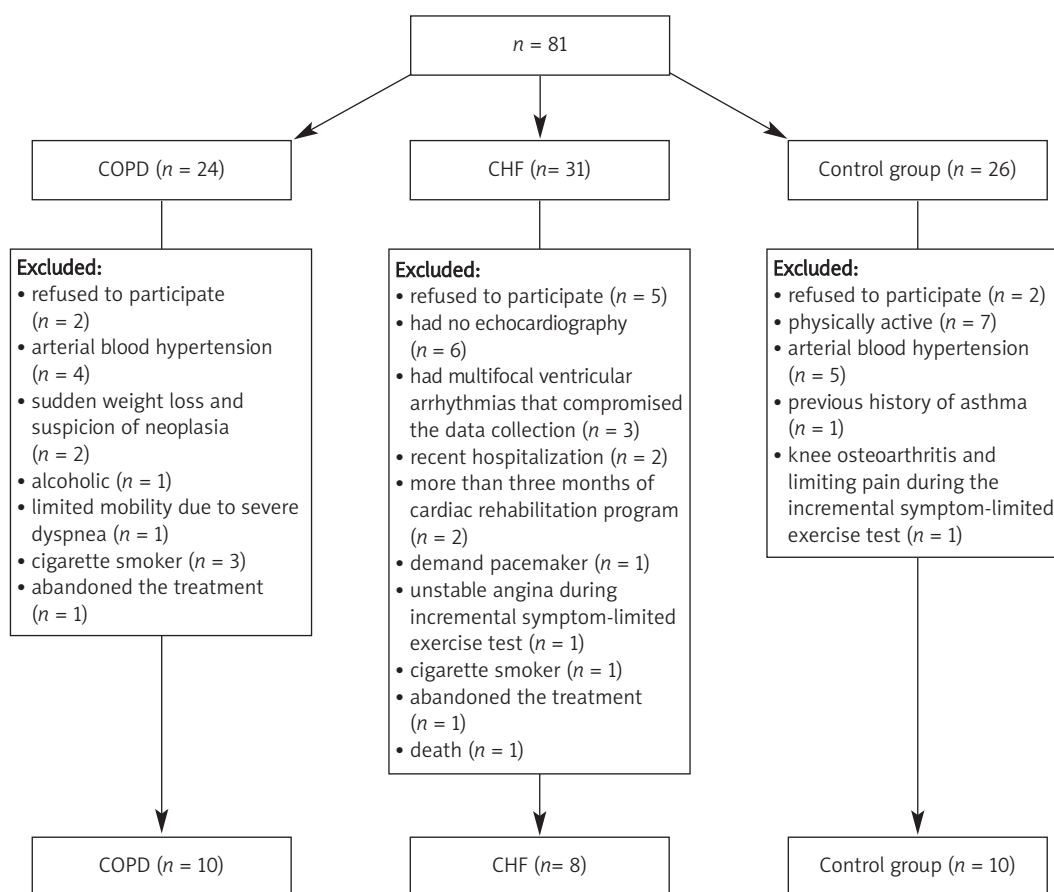 n = 81
COPD (n = 24)
CHF (n= 31)
Control group (n = 26)
Excluded:
• refused to participate
(n = 2)
• arterial blood hypertension
(n = 4)
• sudden weight loss and
suspicion of neoplasia
(n = 2)
• alcoholic (n = 1)
• limited mobility due to severe
dyspnea (n = 1)
• cigarette smoker (n = 3)
• abandoned the treatment
(n = 1)
Excluded:
• refused to participate (n = 5)
• had no echocardiography
(n = 6)
• had multifocal ventricular
arrhythmias that compromised
the data collection (n = 3)
• recent hospitalization (n = 2)
• more than three months of
cardiac rehabilitation program
(n = 2)
• demand pacemaker (n = 1)
• unstable angina during
incremental symptom-limited
exercise test (n = 1)
• cigarette smoker (n = 1)
• abandoned the treatment
(n = 1)
• death (n = 1)
Excluded:
• refused to participate (n = 2)
• physically active (n = 7)
• arterial blood hypertension
(n = 5)
• previous history of asthma
(n = 1)
• knee osteoarthritis and
limiting pain during the
incremental symptom-limited
exercise test (n = 1)
COPD (n = 10)
CHF (n= 8)
Control group (n = 10)